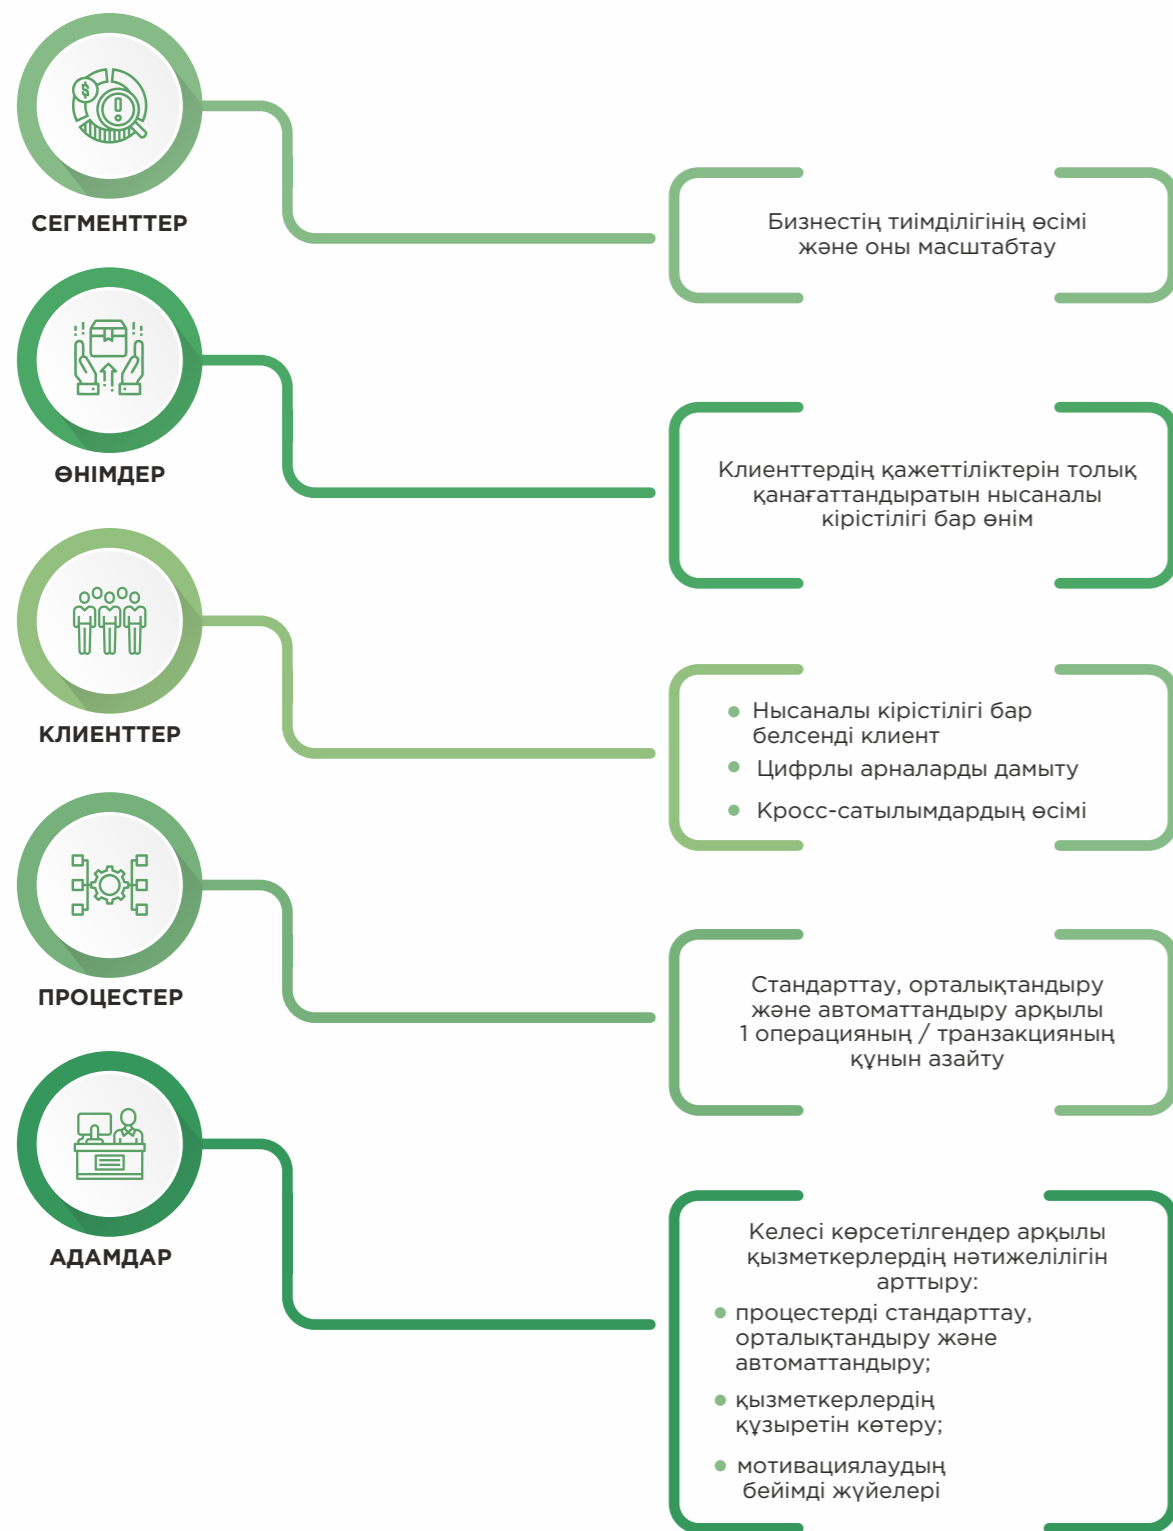 СЕГМЕНТТЕР
Бизнестің тиімділігінің өсімі
және оны масштабтау
ӨНІМДЕР
Клиенттердің қажеттіліктерін толық
қанағаттандыратын нысаналы
кірістілігі бар өнім
КЛИЕНТТЕР
Нысаналы кірістілігі бар
белсенді клиент
Цифрлы арналарды дамыту
Кросс-сатылымдардың өсімі
ПРОЦЕСТЕР
Стандарттау, орталықтандыру
және автоматтандыру арқылы
1 операцияның / транзакцияның
құнын азайту
АДАМДАР
Келесі көрсетілгендер арқылы
қызметкерлердің нәтижелілігін
арттыру:
процестерді стандарттау,
орталықтандыру және
автоматтандыру;
қызметкерлердің
құзыретін көтеру;
мотивациялаудың
бейімді жүйелері